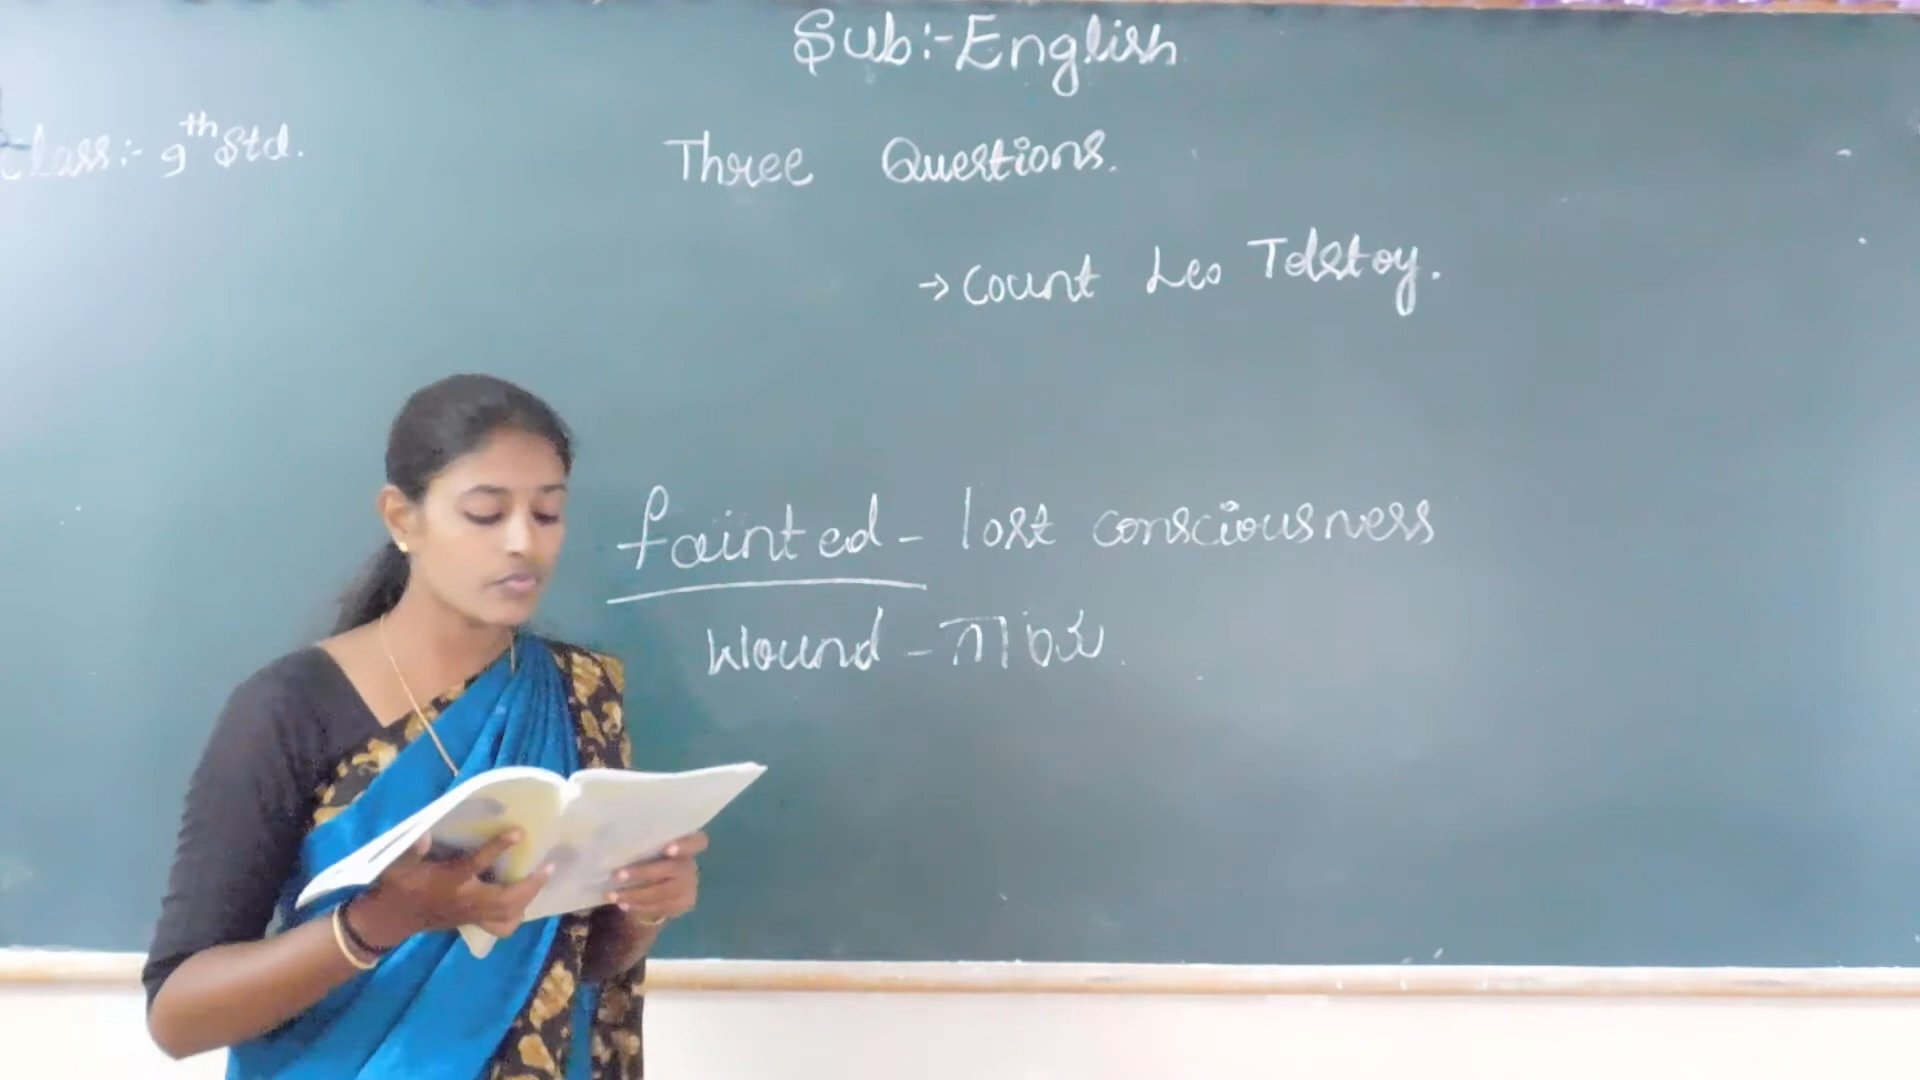 Sub:- English
Class:- 9th Std.
Three Questions.
→ Count Leo Tolstoy.
fainted - lost consciousness
Wound - ಗಾಯ.